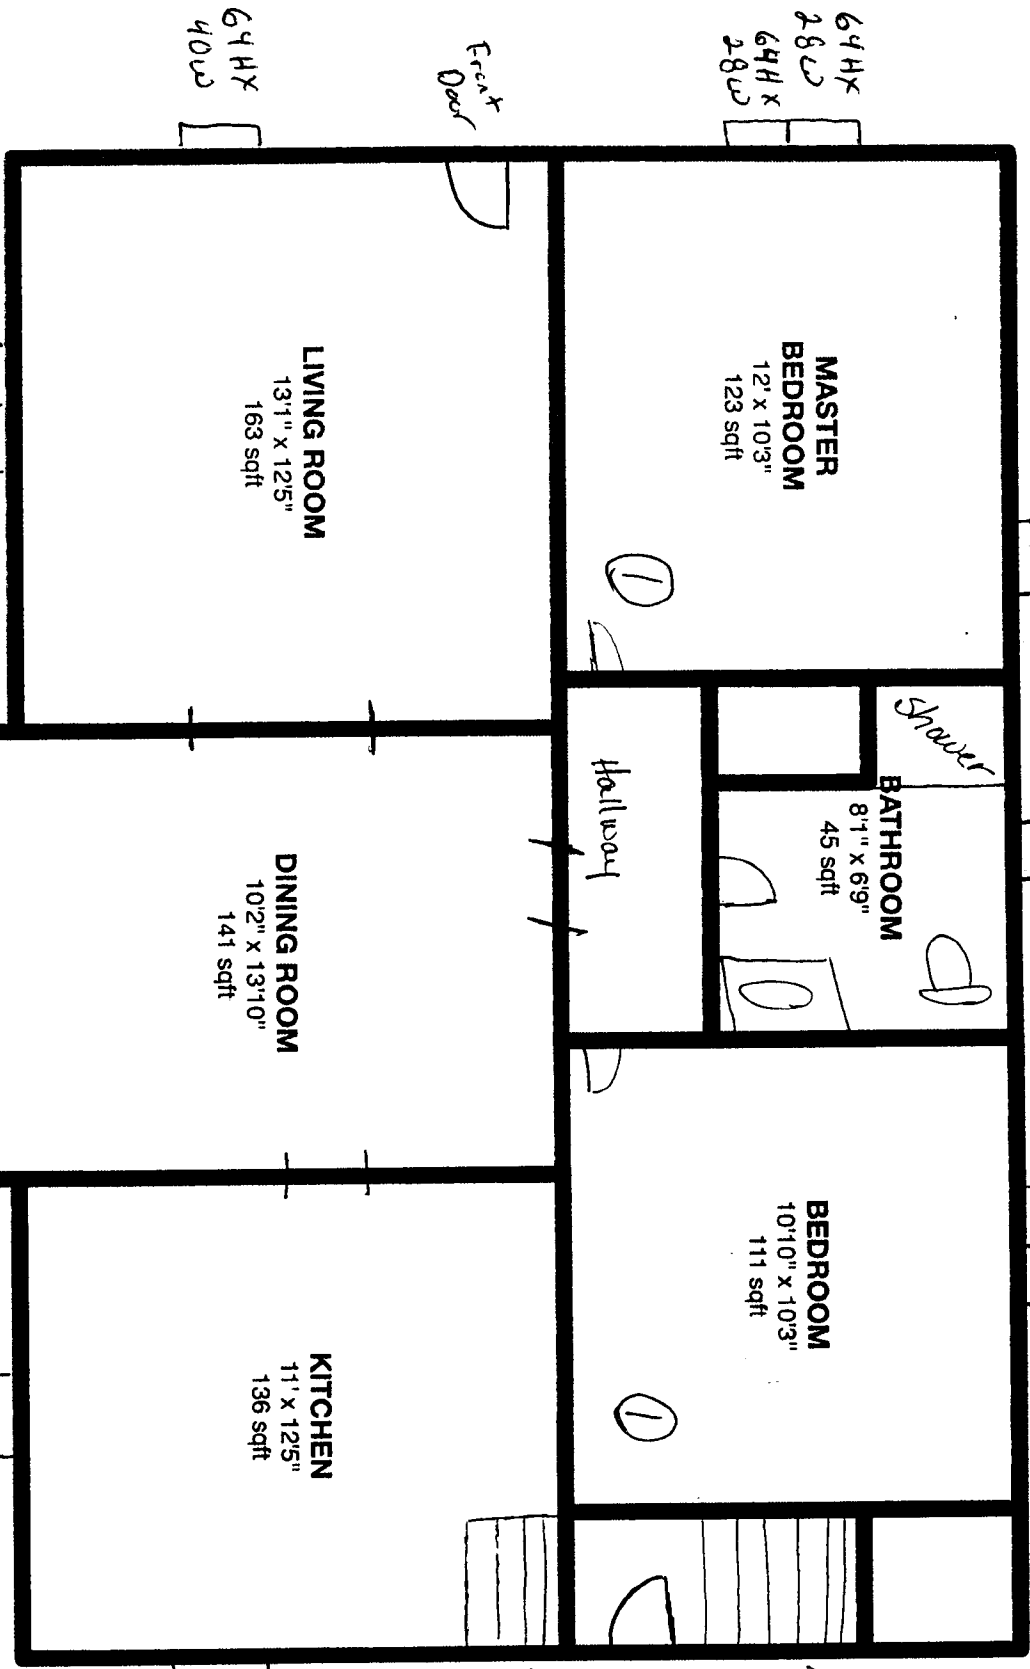 64HX
28W
64HX
28W
Front
Door
64HX
40W
MASTER
BEDROOM
12' x 10'3"
123 sqft
1
LIVING ROOM
13'1" x 12'5"
163 sqft
Shower
BATHROOM
8'1" x 6'9"
45 sqft
Hallway
DINING ROOM
10'2" x 13'10"
141 sqft
BEDROOM
10'10" x 10'3"
111 sqft
1
KITCHEN
11' x 12'5"
136 sqft